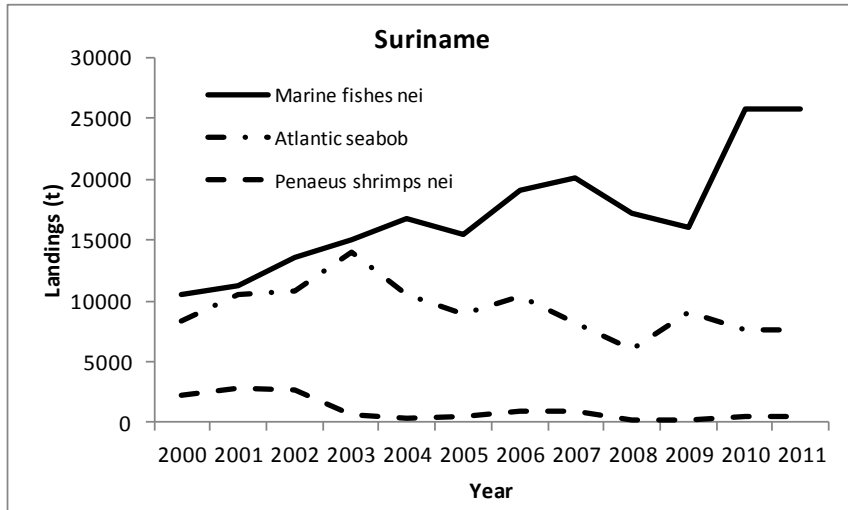 Suriname
30000
25000
20000
15000
10000
5000
0
Landings (t)
Marine fishes nei
Atlantic seabob
Penaeus shrimps nei
2000 2001 2002 2003 2004 2005 2006 2007 2008 2009 2010 2011
Year